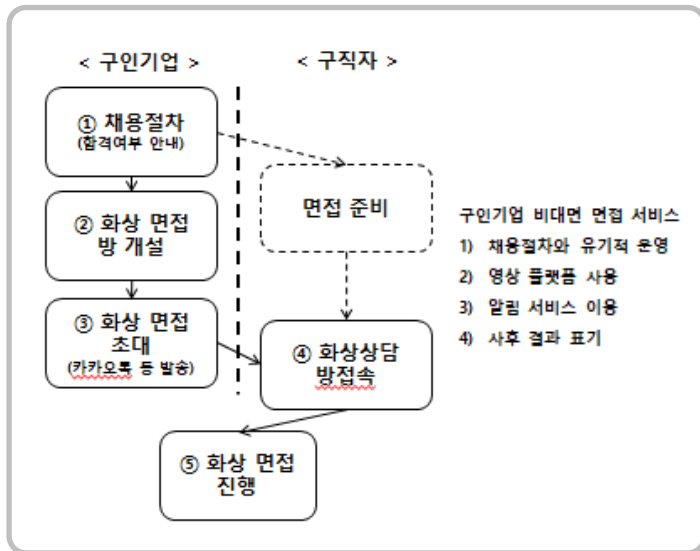 < 구인기업 >
< 구직자 >
① 채용절차
(합격여부 안내)
② 화상 면접
방 개설
③ 화상 면접
초대
(카카오톡 등 발송)
면접 준비
④ 화상상담
방접속
⑤ 화상 면접
진행
구인기업 비대면 면접 서비스
1) 채용절차와 유기적 운영
2) 영상 플랫폼 사용
3) 알림 서비스 이용
4) 사후 결과 표기